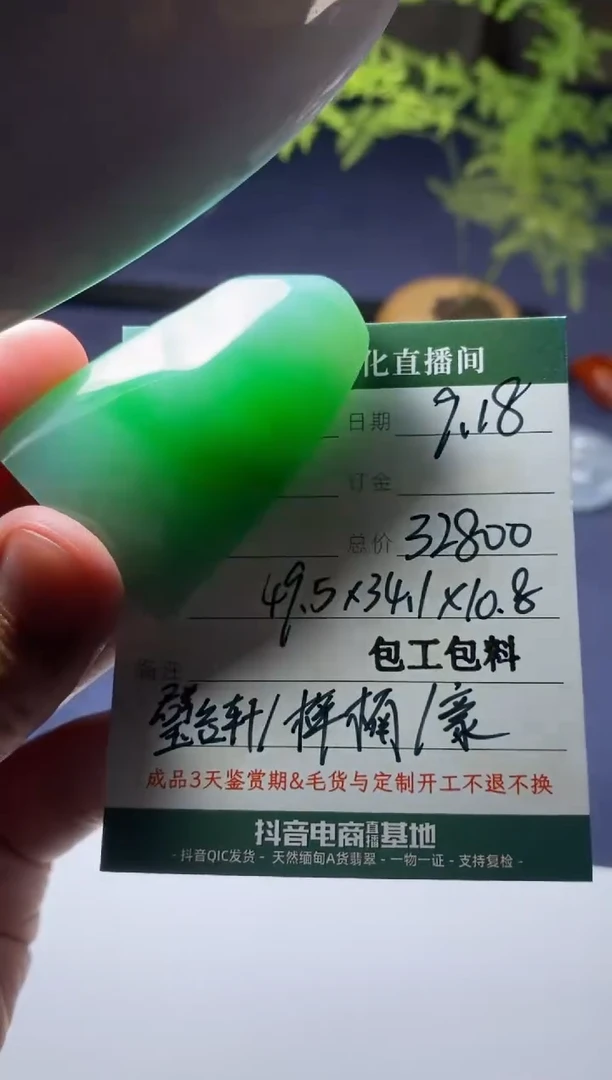 化直播间
日期 9.18
订金
总价 32800
49.5×34.1×10.8
包工包料
备注
成品3天鉴赏期&毛货与定制开工不退不换
抖音电商直播基地
- 抖音QIC发货 - 天然缅甸A货翡翠 - 一物一证 - 支持复检 -